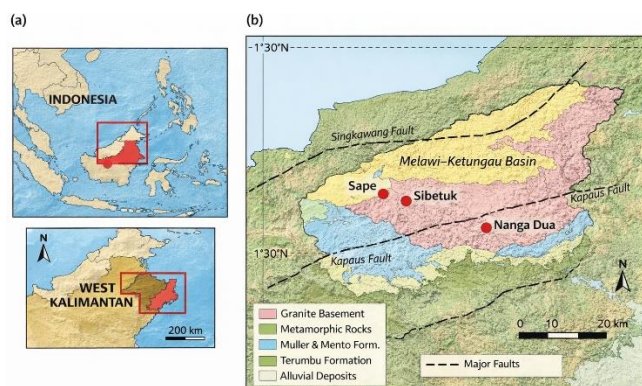 (a)
INDONESIA
N
WEST
KALIMANTAN
200 km
(b)
1°30′N
Singkawang Fault
Melawi–Ketungau Basin
Sape
Sibetuk
Kapaus Fault
Nanga Dua
1°30′N
Kapaus Fault
N
Granite Basement
Metamorphic Rocks
Muller & Mento Form.
Terumbu Formation
Alluvial Deposits
0 10 20 km
Major Faults